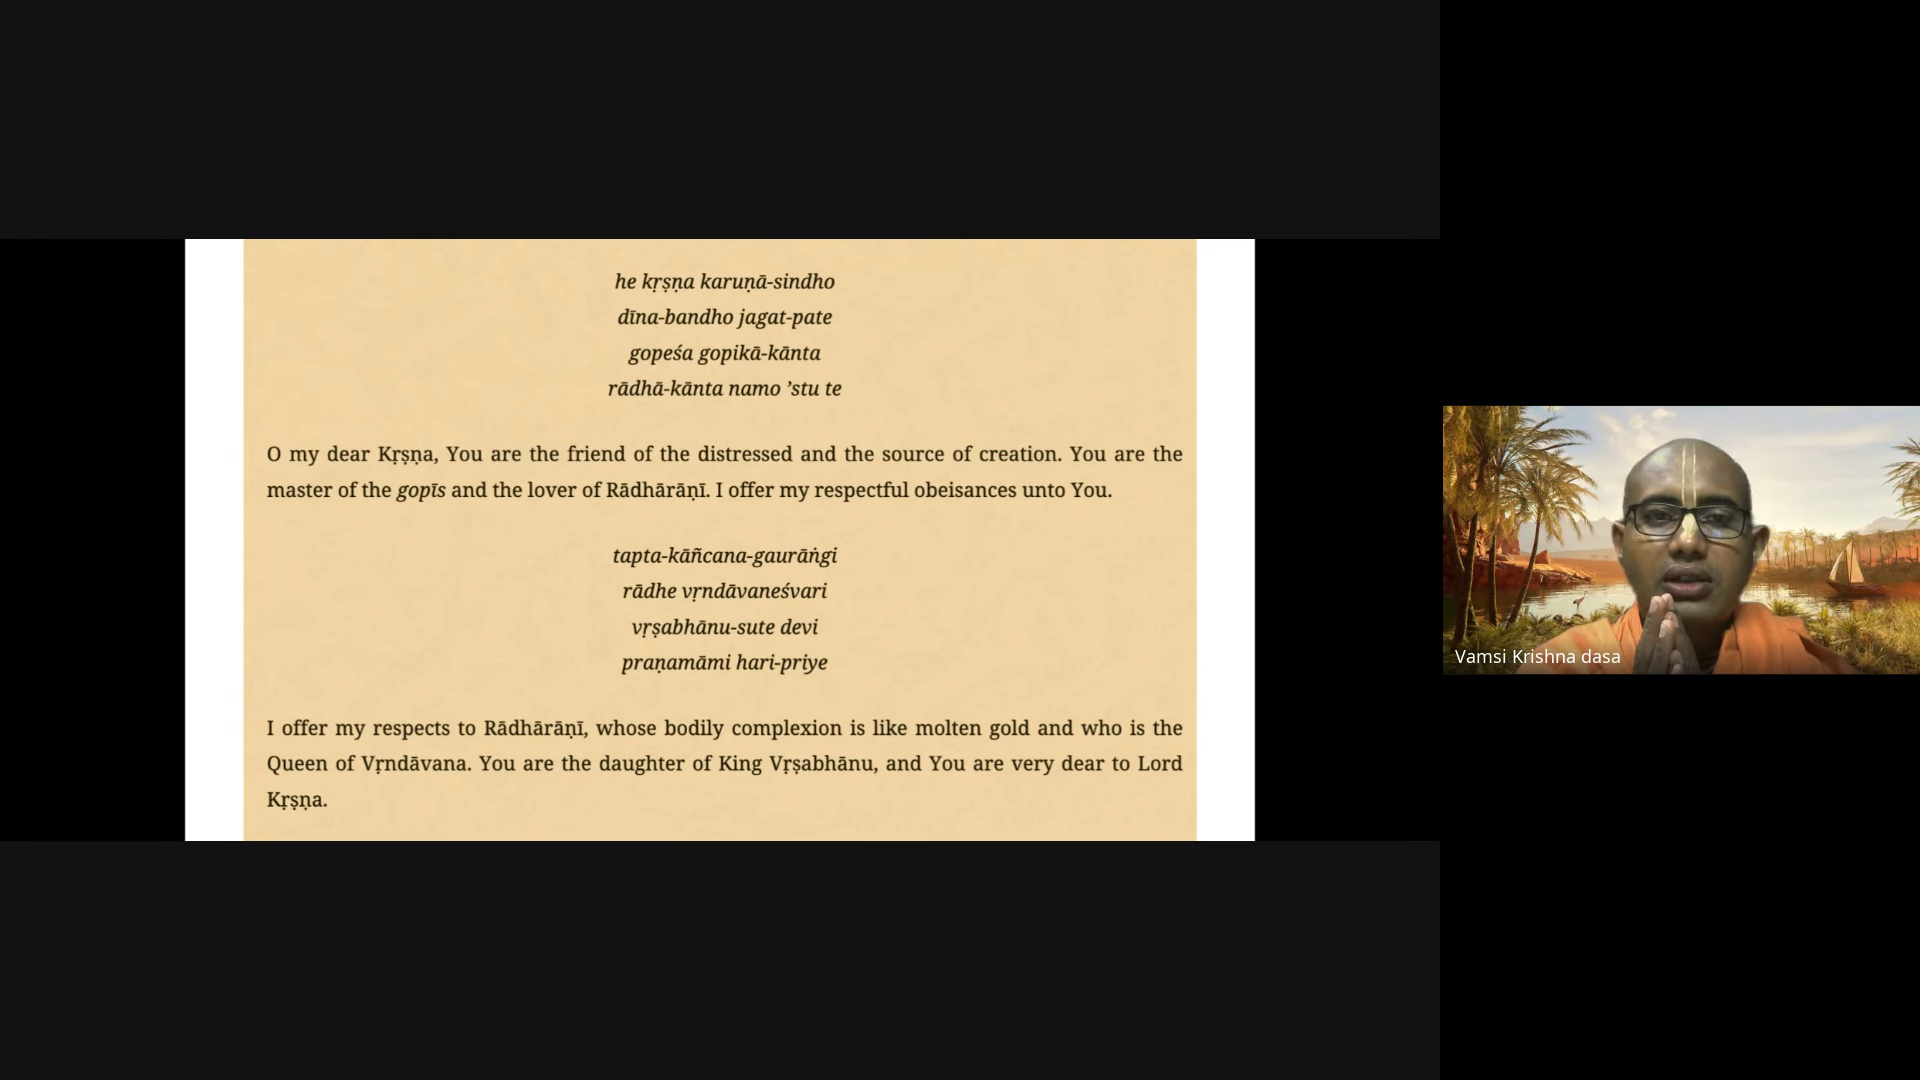 he kṛṣṇa karuṇā-sindho
dīna-bandho jagat-pate
gopeśa gopikā-kānta
rādhā-kānta namo ’stu te
O my dear Kṛṣṇa, You are the friend of the distressed and the source of creation. You are the
master of the gopīs and the lover of Rādhārāṇī. I offer my respectful obeisances unto You.
tapta-kāñcana-gaurāṅgi
rādhe vṛndāvaneśvari
vṛṣabhānu-sute devi
praṇamāmi hari-priye
I offer my respects to Rādhārāṇī, whose bodily complexion is like molten gold and who is the
Queen of Vṛndāvana. You are the daughter of King Vṛṣabhānu, and You are very dear to Lord
Kṛṣṇa.
Vamsi Krishna dasa